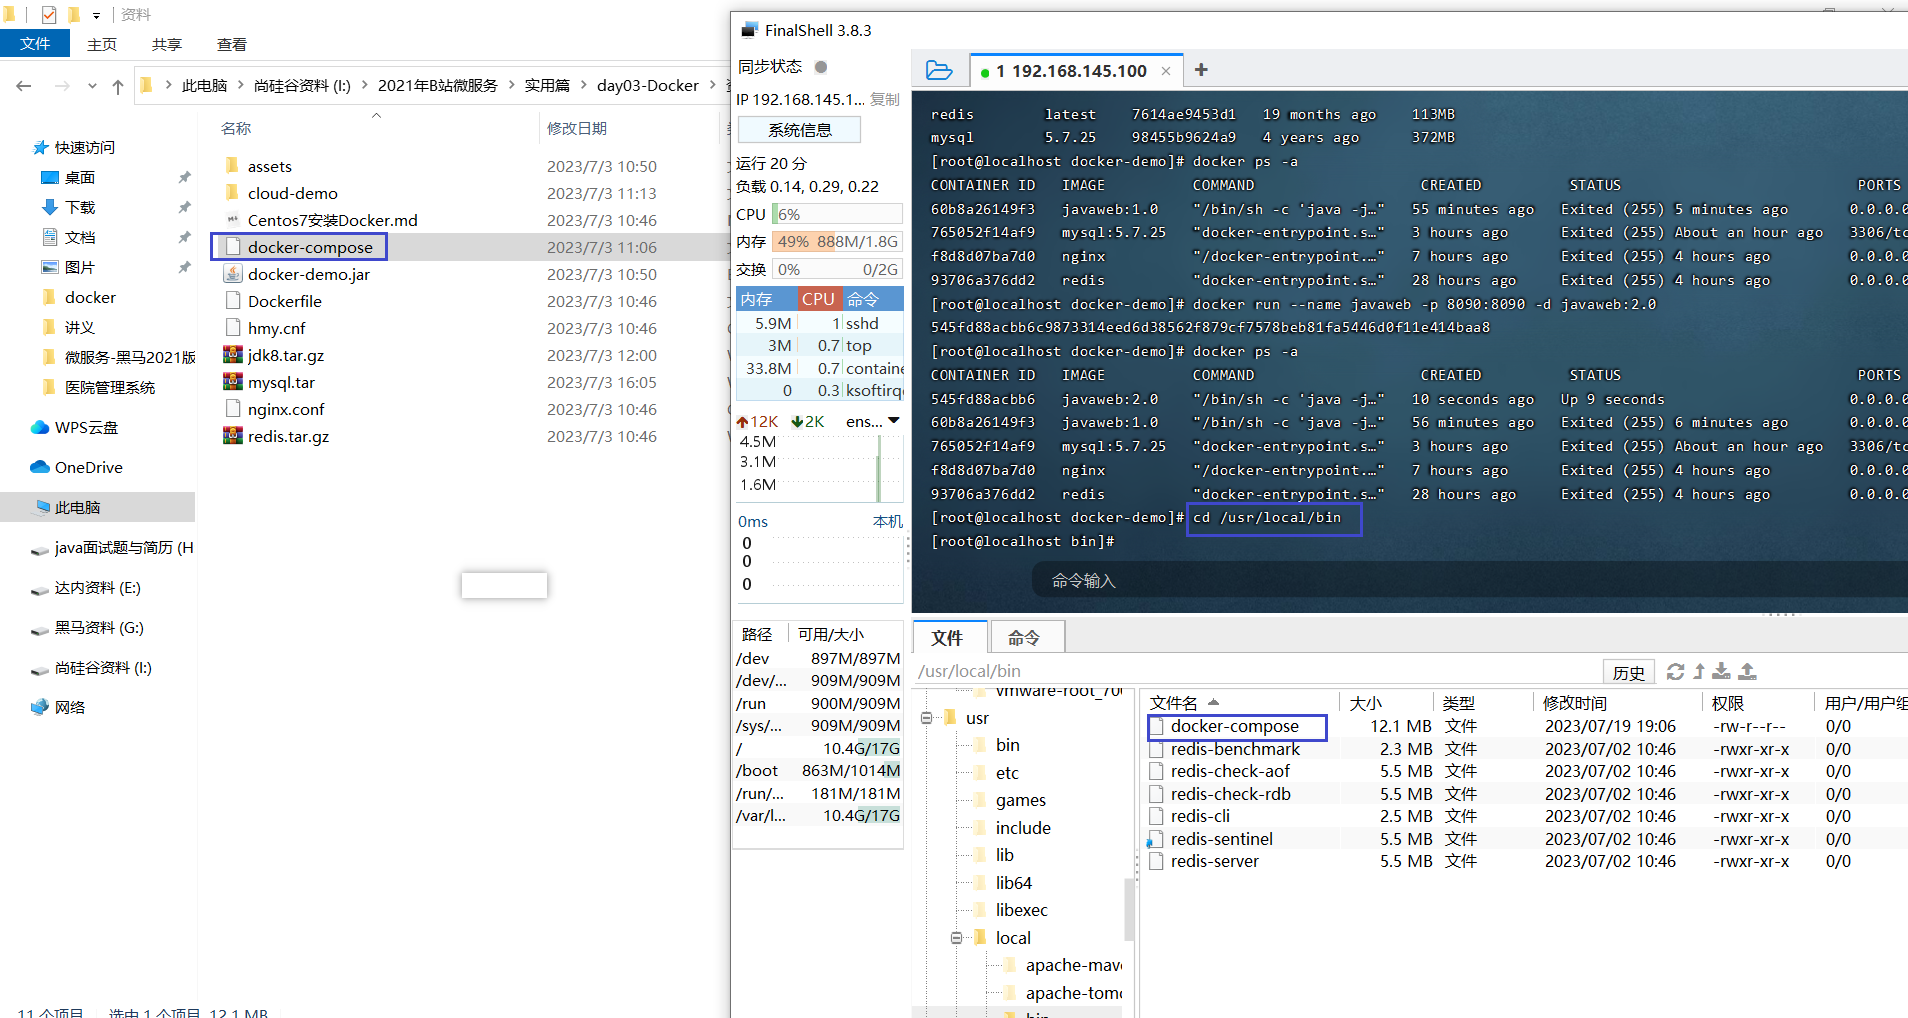 资料
文件 主页 共享 查看
此电脑 尚硅谷资料 (I:) 2021年B站微服务 实用篇 day03-Docker
名称 修改日期
快速访问
桌面
下载
文档
图片
docker
讲义
微服务-黑马2021版
医院管理系统
WPS云盘
OneDrive
此电脑
java面试题与简历 (H
达内资料 (E:)
黑马资料 (G:)
尚硅谷资料 (I:)
网络
assets 2023/7/3 10:50
cloud-demo 2023/7/3 11:13
Centos7安装Docker.md 2023/7/3 10:46
docker-compose 2023/7/3 11:06
docker-demo.jar 2023/7/3 10:50
Dockerfile 2023/7/3 10:46
hmy.cnf 2023/7/3 10:46
jdk8.tar.gz 2023/7/3 12:00
mysql.tar 2023/7/3 16:05
nginx.conf 2023/7/3 10:46
redis.tar.gz 2023/7/3 10:46
11 个项目 选中 1 个项目 12.1 MB
FinalShell 3.8.3
同步状态
IP 192.168.145.1... 复制
系统信息
运行 20 分
负载 0.14, 0.29, 0.22
CPU 6%
内存 49% 888M/1.8G
交换 0% 0/2G
内存 CPU 命令
5.9M 1 sshd
3M 0.7 top
33.8M 0.7 containe
0 0.3 ksoftirq
12K 2K ens...
4.5M
3.1M
1.6M
0ms 本机
0
0
0
路径 可用/大小
/dev 897M/897M
/dev/... 909M/909M
/run 900M/909M
/sys/... 909M/909M
/ 10.4G/17G
/boot 863M/1014M
/run/... 181M/181M
/var/l... 10.4G/17G
1 192.168.145.100 × +
redis latest 7614ae9453d1 19 months ago 113MB
mysql 5.7.25 98455b9624a9 4 years ago 372MB
[root@localhost docker-demo]# docker ps -a
CONTAINER ID IMAGE COMMAND CREATED STATUS PORTS
60b8a26149f3 javaweb:1.0 "/bin/sh -c 'java -j…" 55 minutes ago Exited (255) 5 minutes ago 0.0.0.0
765052f14af9 mysql:5.7.25 "docker-entrypoint.s…" 3 hours ago Exited (255) About an hour ago 3306/tc
f8d8d07ba7d0 nginx "/docker-entrypoint.…" 7 hours ago Exited (255) 4 hours ago 0.0.0.0
93706a376dd2 redis "docker-entrypoint.s…" 28 hours ago Exited (255) 4 hours ago 0.0.0.0
[root@localhost docker-demo]# docker run --name javaweb -p 8090:8090 -d javaweb:2.0
545fd88acbb6c9873314eed6d38562f879cf7578beb81fa5446d0f11e414baa8
[root@localhost docker-demo]# docker ps -a
CONTAINER ID IMAGE COMMAND CREATED STATUS PORTS
545fd88acbb6 javaweb:2.0 "/bin/sh -c 'java -j…" 10 seconds ago Up 9 seconds 0.0.0.0
60b8a26149f3 javaweb:1.0 "/bin/sh -c 'java -j…" 56 minutes ago Exited (255) 6 minutes ago 0.0.0.0
765052f14af9 mysql:5.7.25 "docker-entrypoint.s…" 3 hours ago Exited (255) About an hour ago 3306/tc
f8d8d07ba7d0 nginx "/docker-entrypoint.…" 7 hours ago Exited (255) 4 hours ago 0.0.0.0
93706a376dd2 redis "docker-entrypoint.s…" 28 hours ago Exited (255) 4 hours ago 0.0.0.0
[root@localhost docker-demo]# cd /usr/local/bin
[root@localhost bin]#
命令输入
文件 命令
/usr/local/bin 历史
vmware-root_700
usr
bin
etc
games
include
lib
lib64
libexec
local
apache-mave
apache-tomc
bin
文件名 大小 类型 修改时间 权限 用户/用户组
docker-compose 12.1 MB 文件 2023/07/19 19:06 -rw-r--r-- 0/0
redis-benchmark 2.3 MB 文件 2023/07/02 10:46 -rwxr-xr-x 0/0
redis-check-aof 5.5 MB 文件 2023/07/02 10:46 -rwxr-xr-x 0/0
redis-check-rdb 5.5 MB 文件 2023/07/02 10:46 -rwxr-xr-x 0/0
redis-cli 2.5 MB 文件 2023/07/02 10:46 -rwxr-xr-x 0/0
redis-sentinel 5.5 MB 文件 2023/07/02 10:46 -rwxr-xr-x 0/0
redis-server 5.5 MB 文件 2023/07/02 10:46 -rwxr-xr-x 0/0